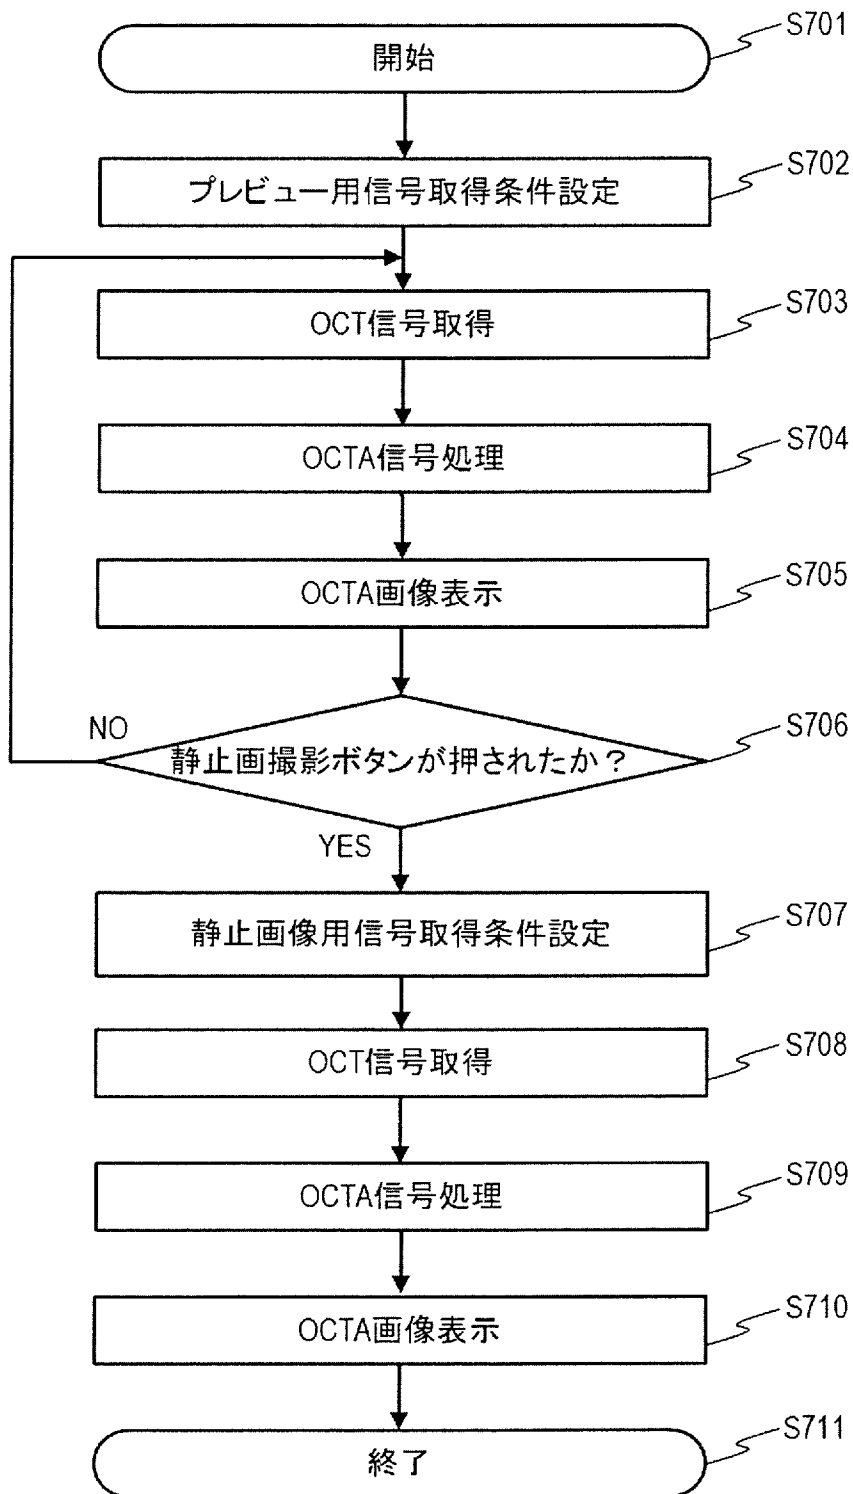 開始
S701
プレビュー用信号取得条件設定
S702
OCT信号取得
S703
OCTA信号処理
S704
OCTA画像表示
S705
NO
静止画撮影ボタンが押されたか？
S706
YES
静止画像用信号取得条件設定
S707
OCT信号取得
S708
OCTA信号処理
S709
OCTA画像表示
S710
終了
S711